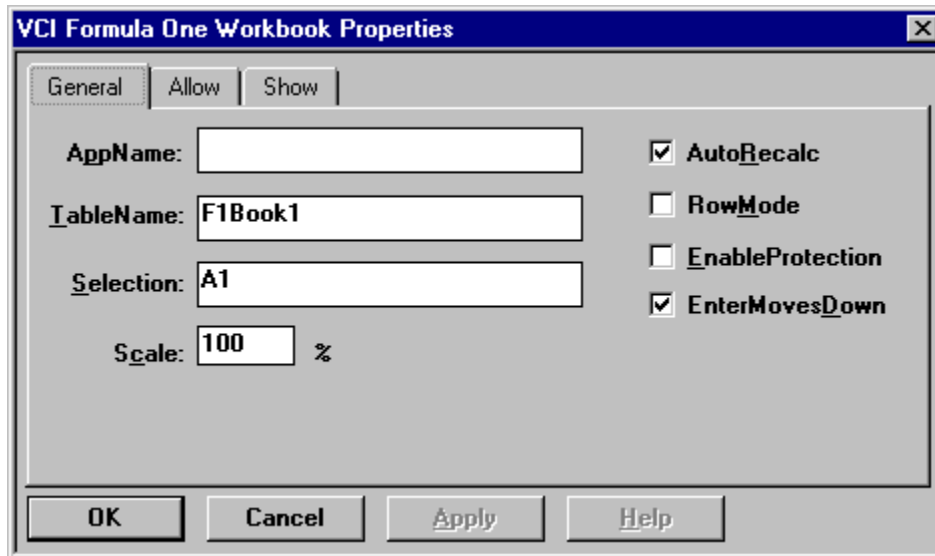 VCI Formula One Workbook Properties
General Allow Show
AppName:
AutoRecalc
TableName: F1Book1
RowMode
Selection: A1
EnableProtection
Scale: 100 %
EnterMovesDown
OK Cancel Apply Help